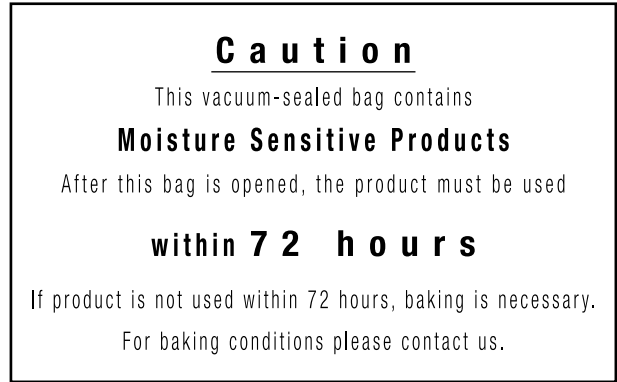 Caution
This vacuum-sealed bag contains
Moisture Sensitive Products
After this bag is opened, the product must be used
within 72 hours
If product is not used within 72 hours, baking is necessary.
For baking conditions please contact us.